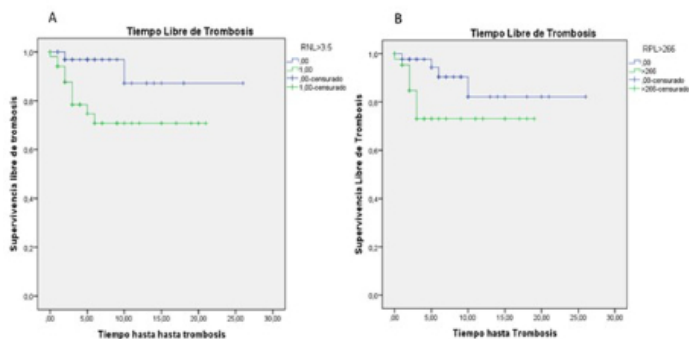 A
Tiempo Libre de Trombosis
Supervivencia libre de trombosis
1,0
0,8
0,6
0,4
0,2
0,0
,00
5,00
10,00
15,00
20,00
25,00
30,00
Tiempo hasta hasta trombosis
RNL>3.5
,00
1,00
,00-censurado
1,00-censurado
B
Tiempo Libre de Trombosis
Supervivencia Libre de Trombosis
1,0
0,8
0,6
0,4
0,2
0,0
,00
5,00
10,00
15,00
20,00
25,00
30,00
Tiempo hasta Trombosis
RPL>266
,00
>266
,00-censurado
>266-censurado